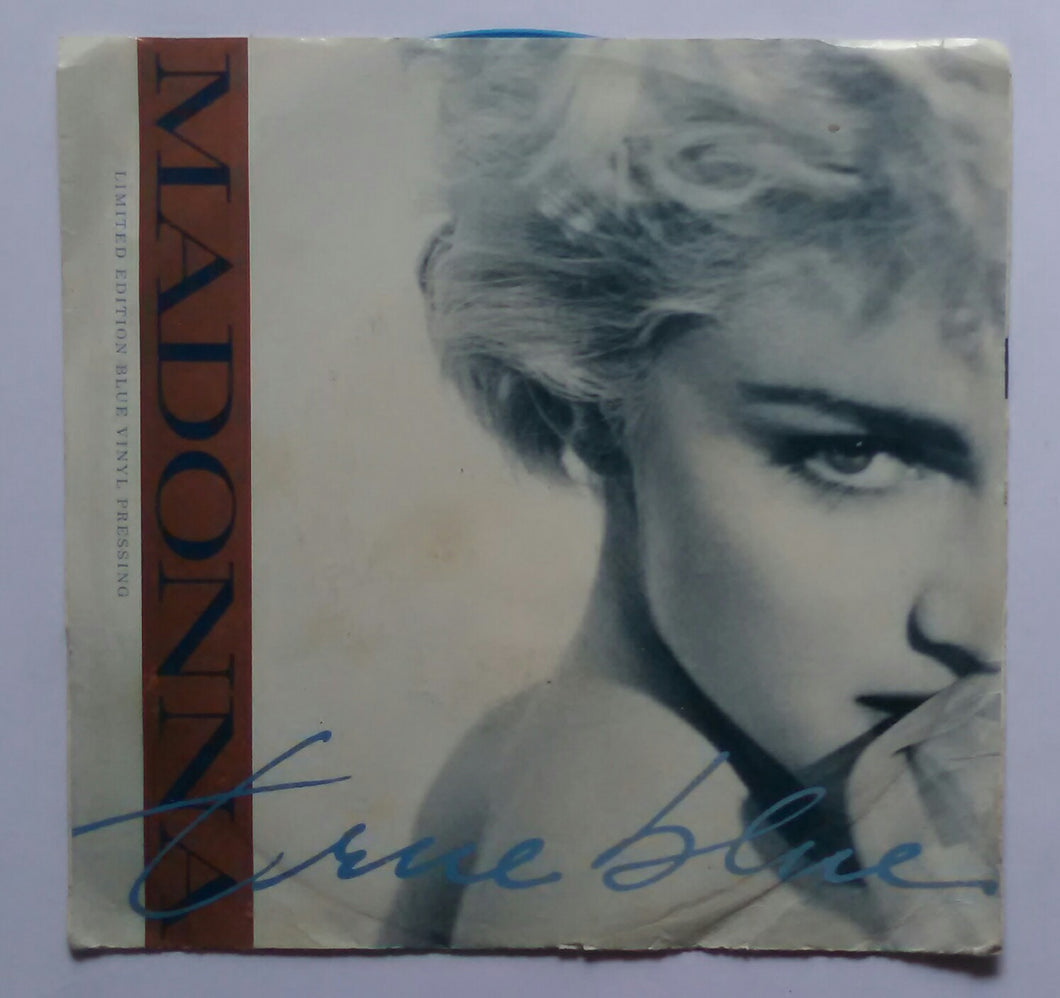 LIMITED EDITION BLUE VINYL PRESSING
MADONNA
true blue